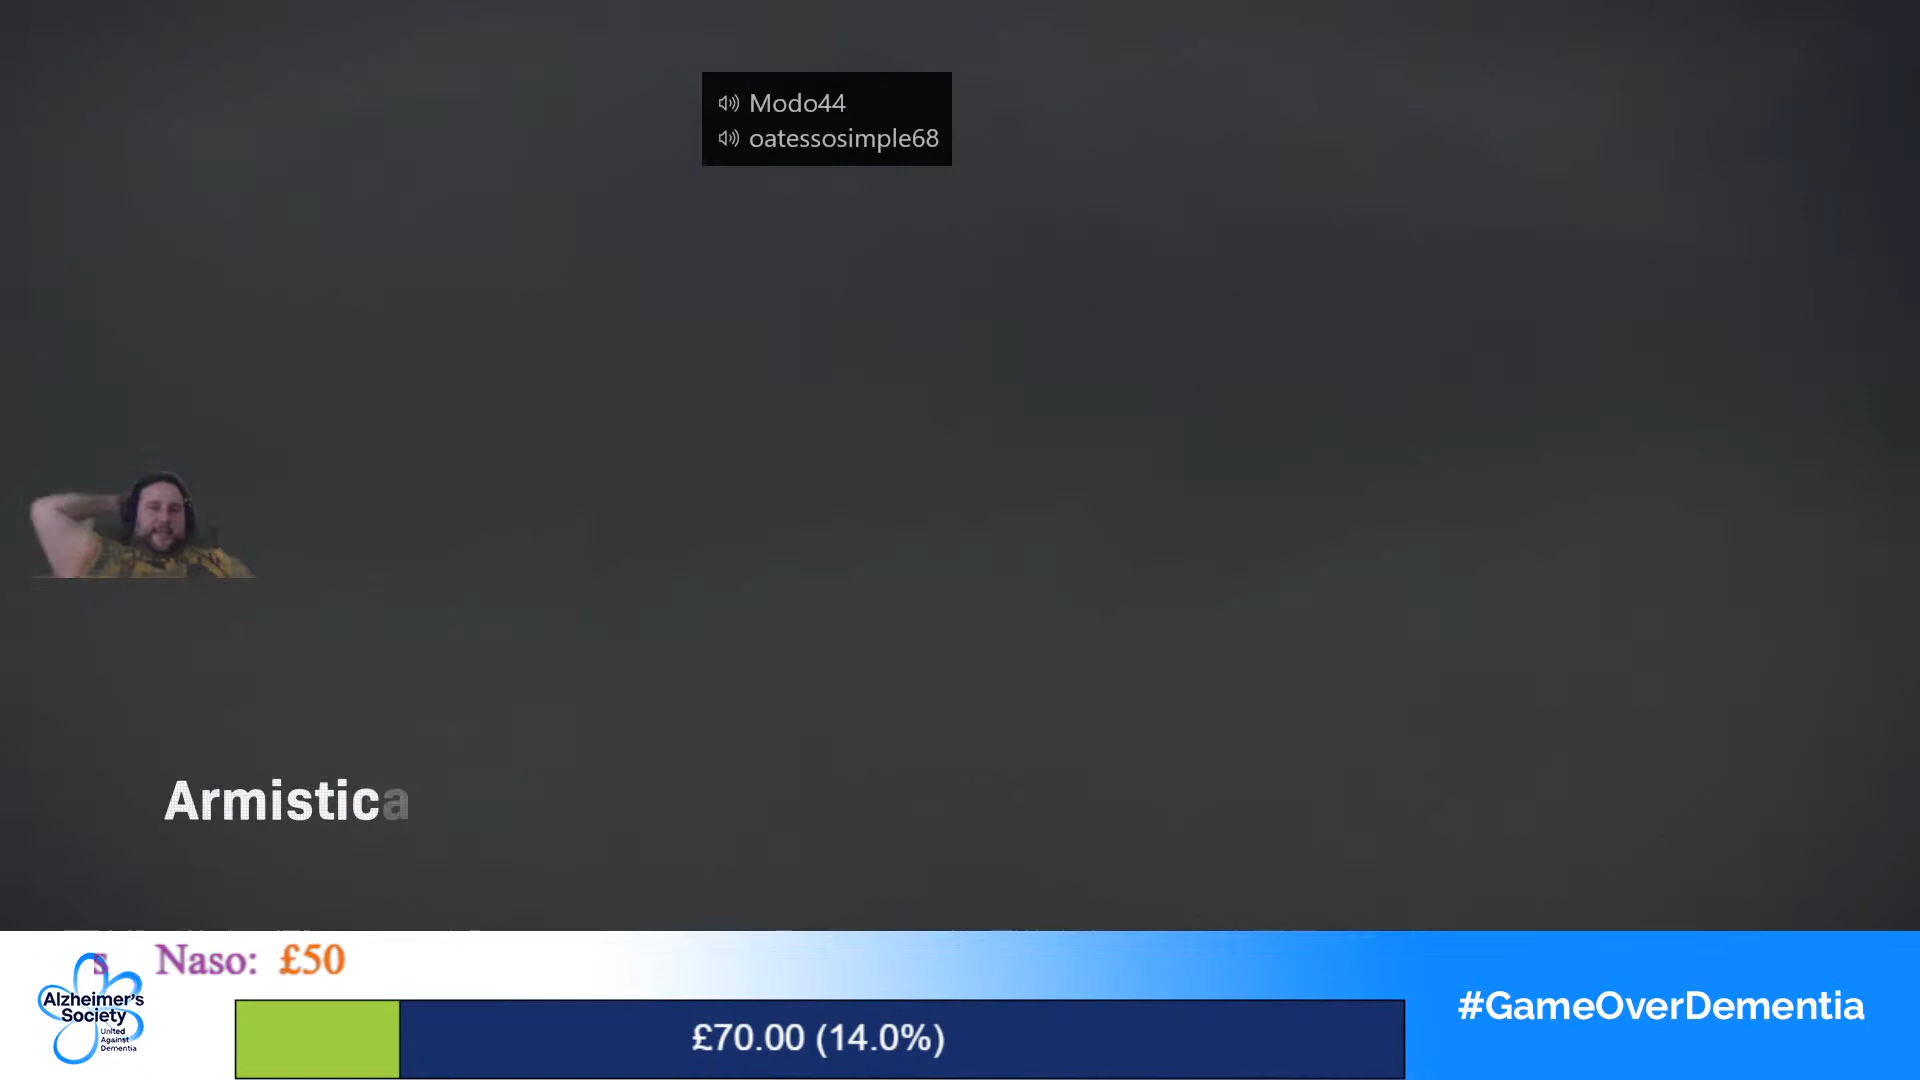 Modo44
oatessosimple68
Armistica
s Naso: £50
Alzheimer's
Society
United
Against
Dementia
£70.00 (14.0%)
#GameOverDementia